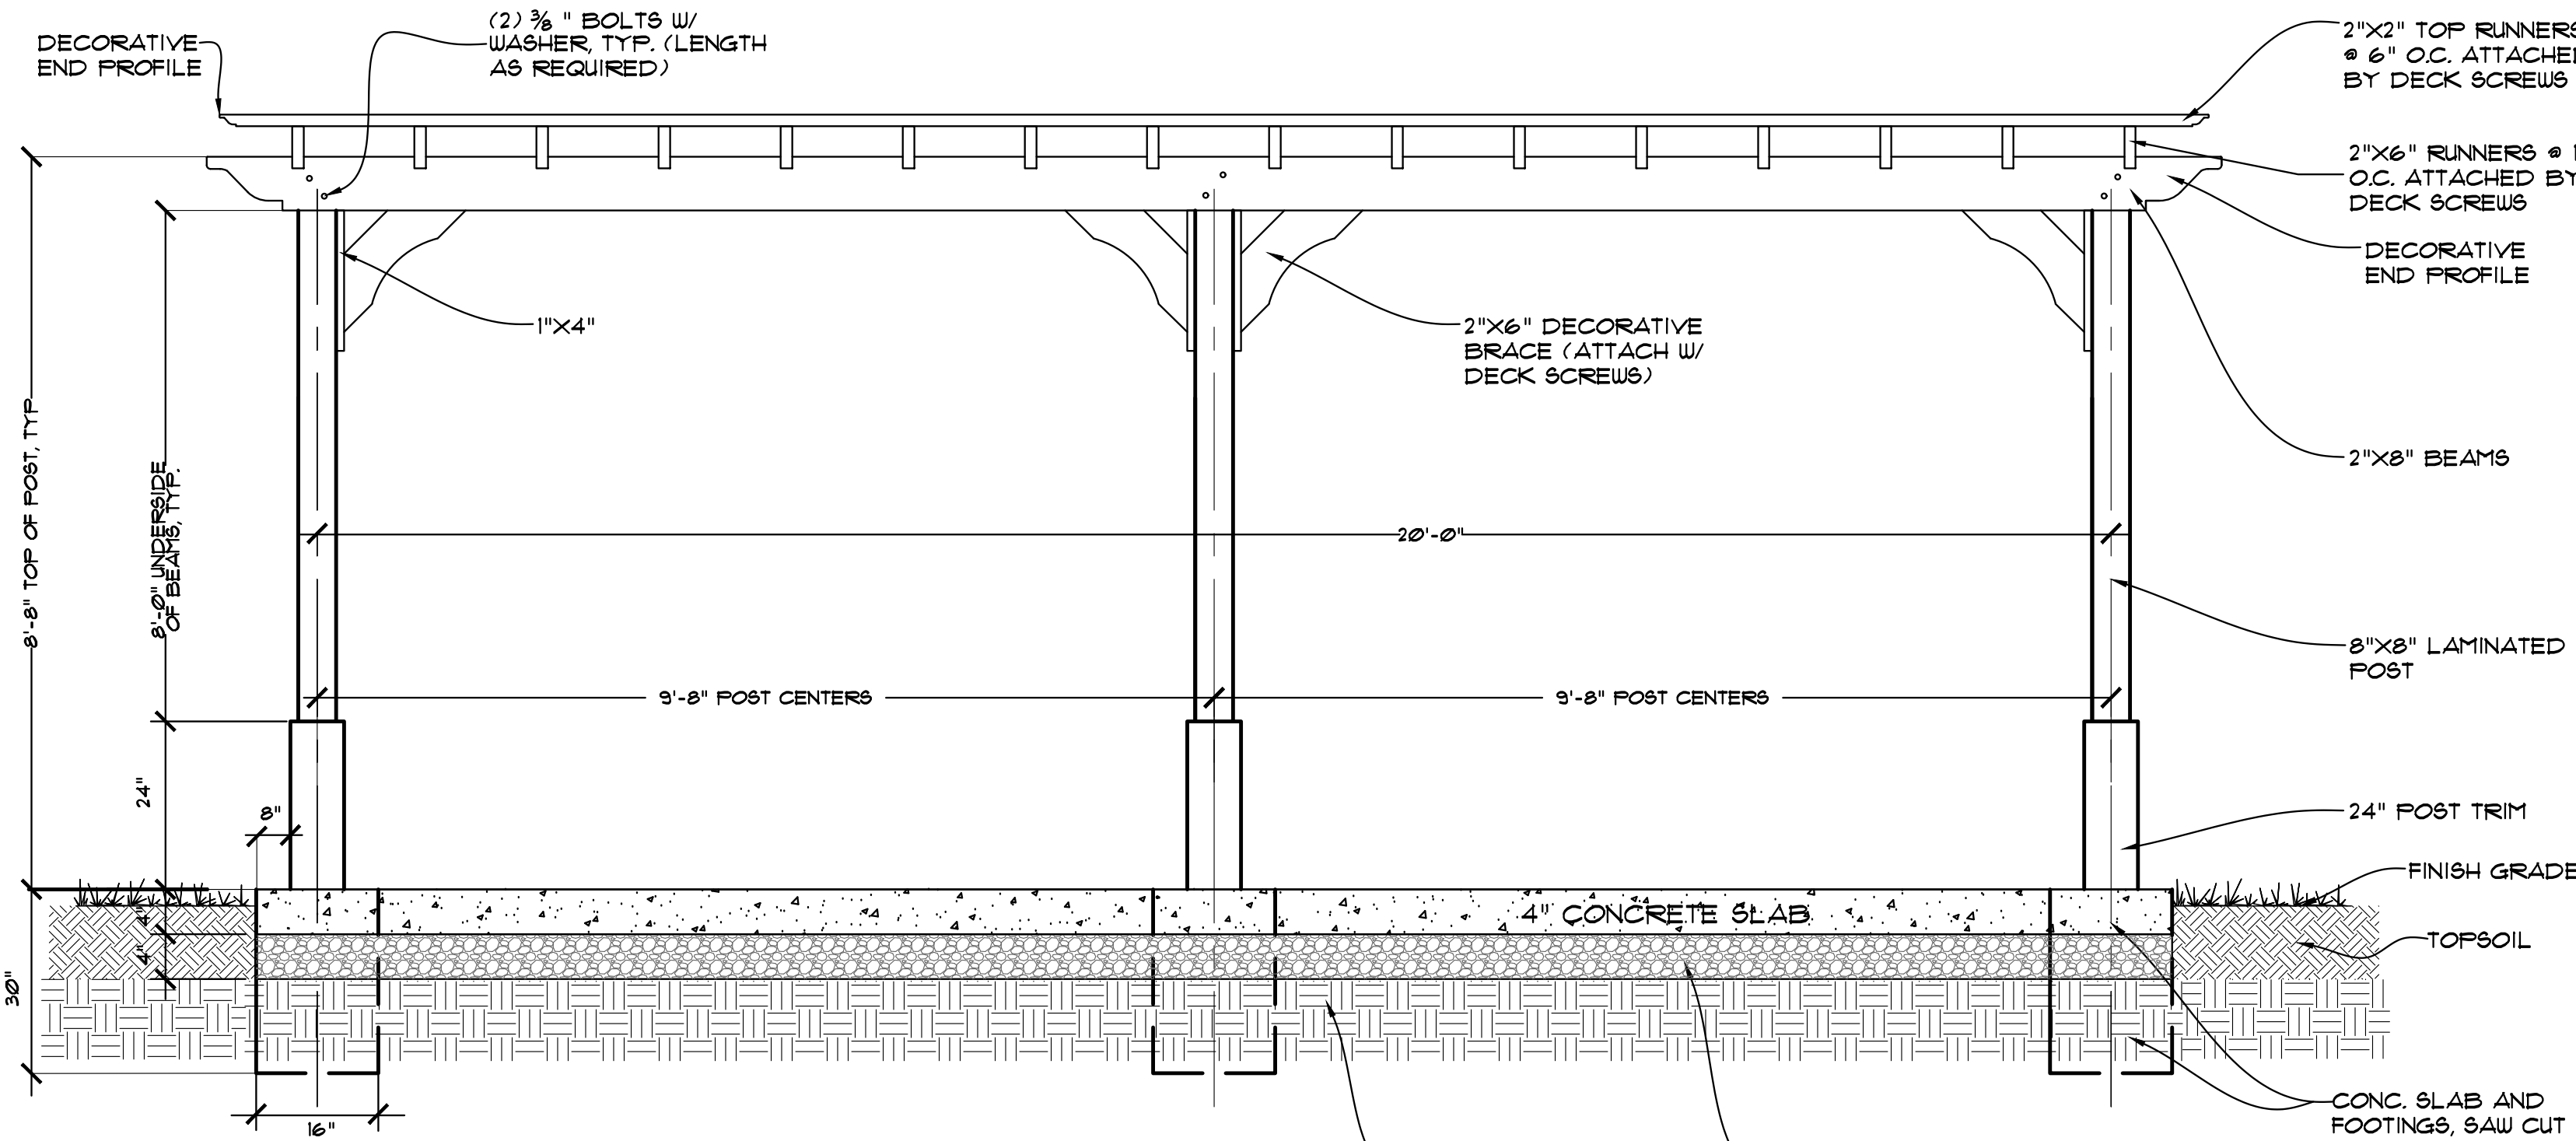 DECORATIVE
END PROFILE
(2) ⅜ " BOLTS W/
WASHER, TYP. (LENGTH
AS REQUIRED)
2"X2" TOP RUNNERS
@ 6" O.C. ATTACHED
BY DECK SCREWS
2"X6" RUNNERS @
O.C. ATTACHED BY
DECK SCREWS
DECORATIVE
END PROFILE
1"X4"
2"X6" DECORATIVE
BRACE (ATTACH W/
DECK SCREWS)
2"X8" BEAMS
8'-8" TOP OF POST, TYP
8'-0" UNDERSIDE
OF BEAMS, TYP.
20'-0"
8"X8" LAMINATED
POST
9'-8" POST CENTERS
9'-8" POST CENTERS
24"
8"
24" POST TRIM
FINISH GRADE
4"
4" CONCRETE SLAB
TOPSOIL
4"
30"
CONC. SLAB AND
FOOTINGS, SAW CUT
16"